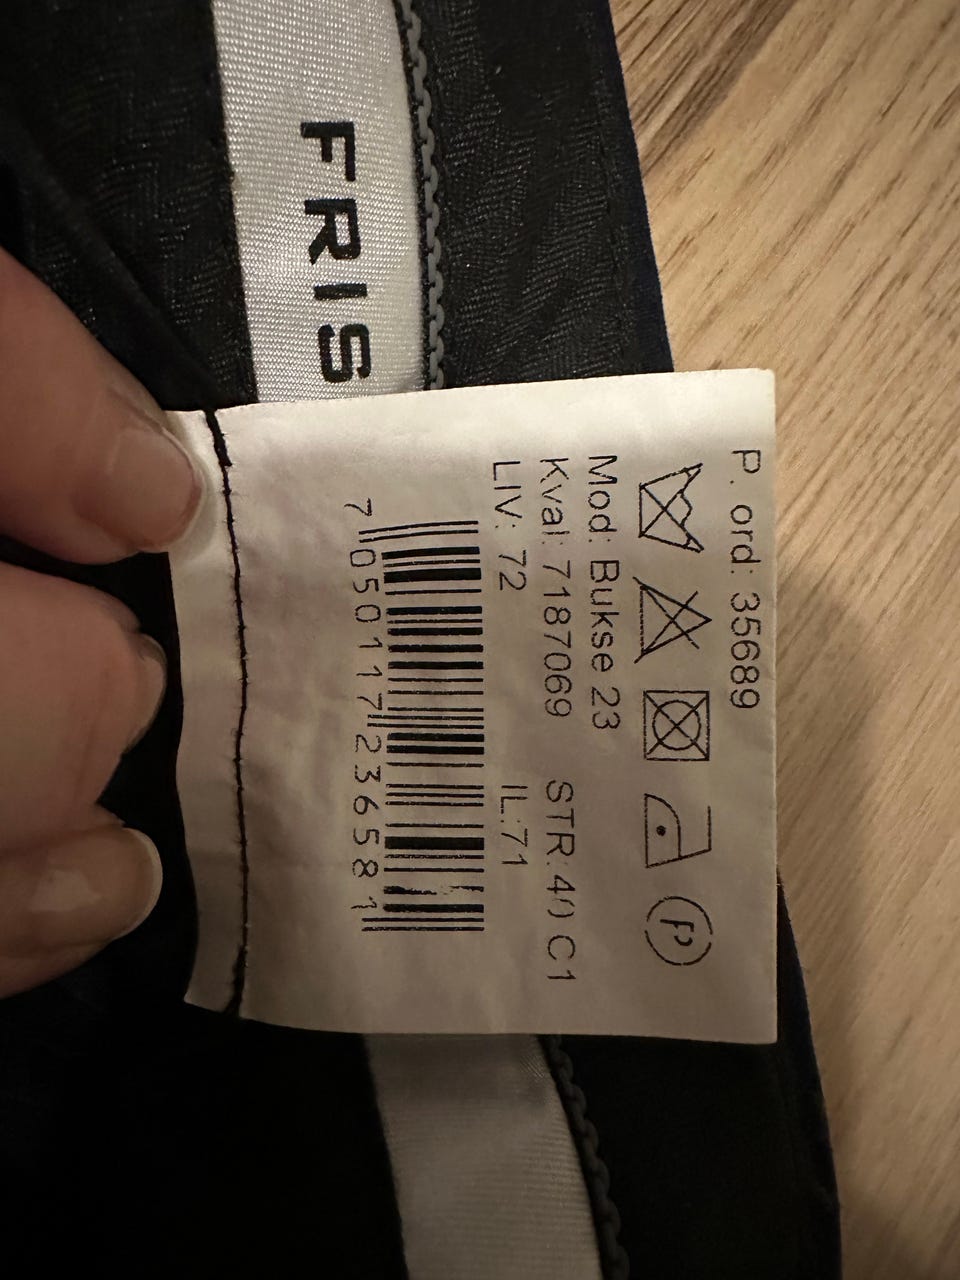 FRIS
P. ord: 35689
P
Mod: Bukse 23
Kval: 7187069 STR:40 C1
LIV: 72 IL:71
7 050117 236581